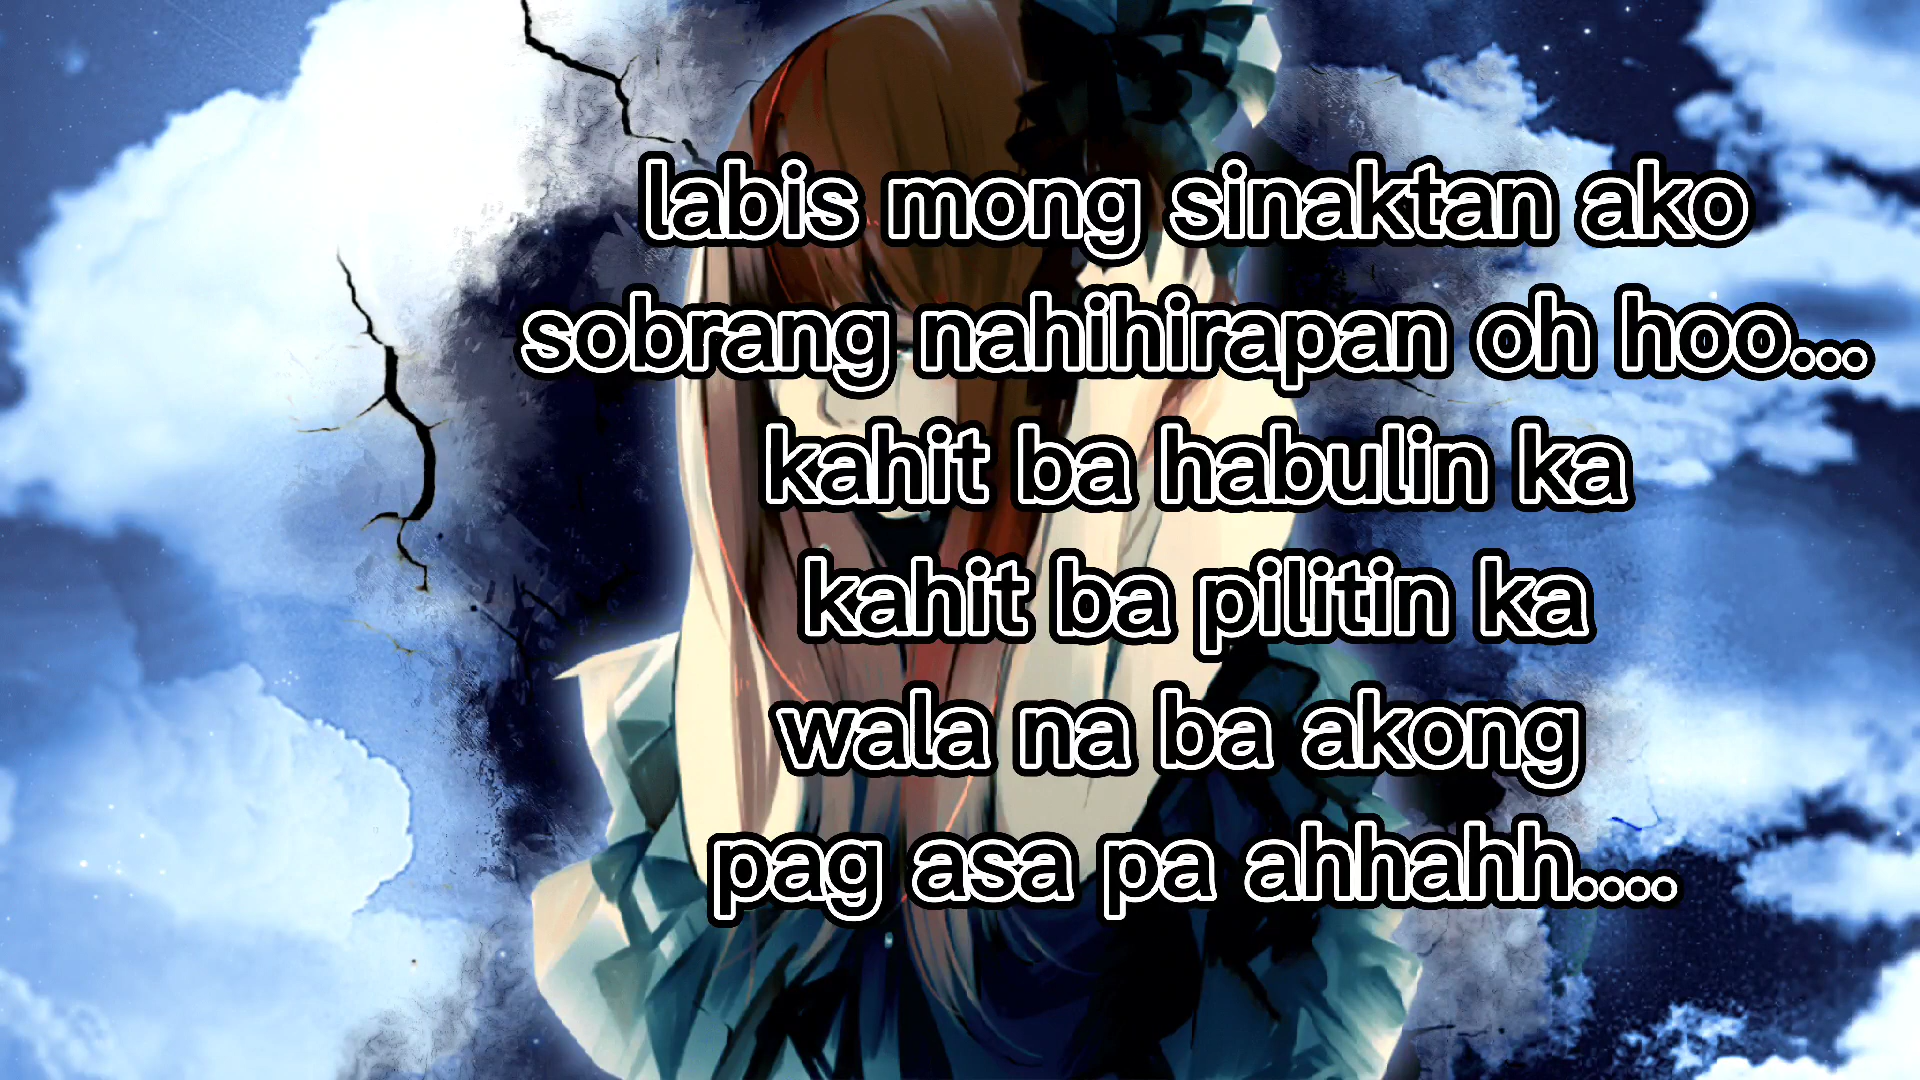 labis mong sinaktan ako
sobrang nahihirapan oh hoo...
kahit ba habulin ka
kahit ba pilitin ka
wala na ba akong
pag asa pa ahhahh....